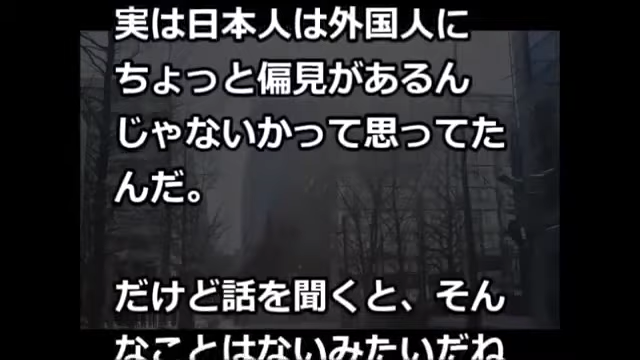 実は日本人は外国人に
ちょっと偏見があるん
じゃないかって思ってた
んだ。
だけど話を聞くと、そん
なことはないみたいだね